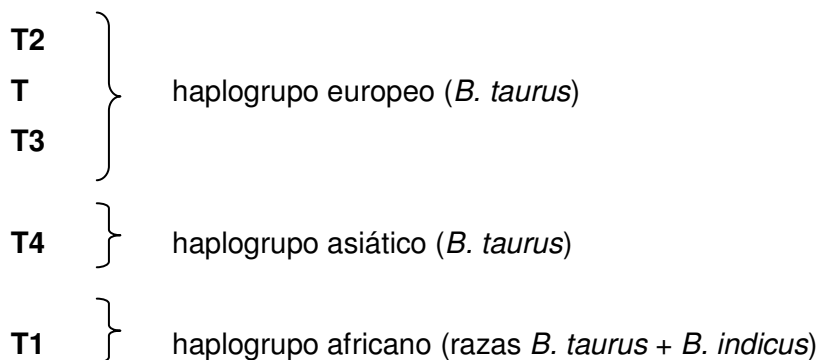 T2
T haplogrupo europeo (B. taurus)
T3
T4 haplogrupo asiático (B. taurus)
T1 haplogrupo africano (razas B. taurus + B. indicus)